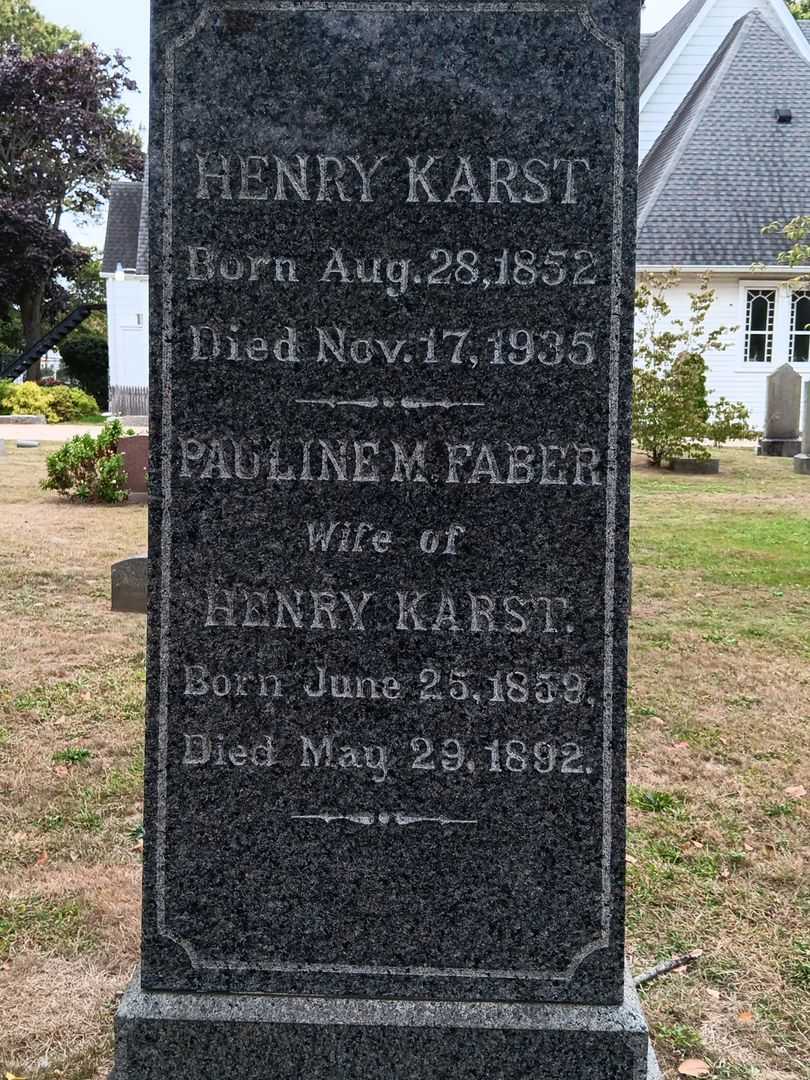 HENRY KARST
Born Aug. 28, 1852
Died Nov. 17, 1935
PAULINE M. FABER
Wife of
HENRY KARST.
Born June 25, 1859.
Died May 29, 1892.